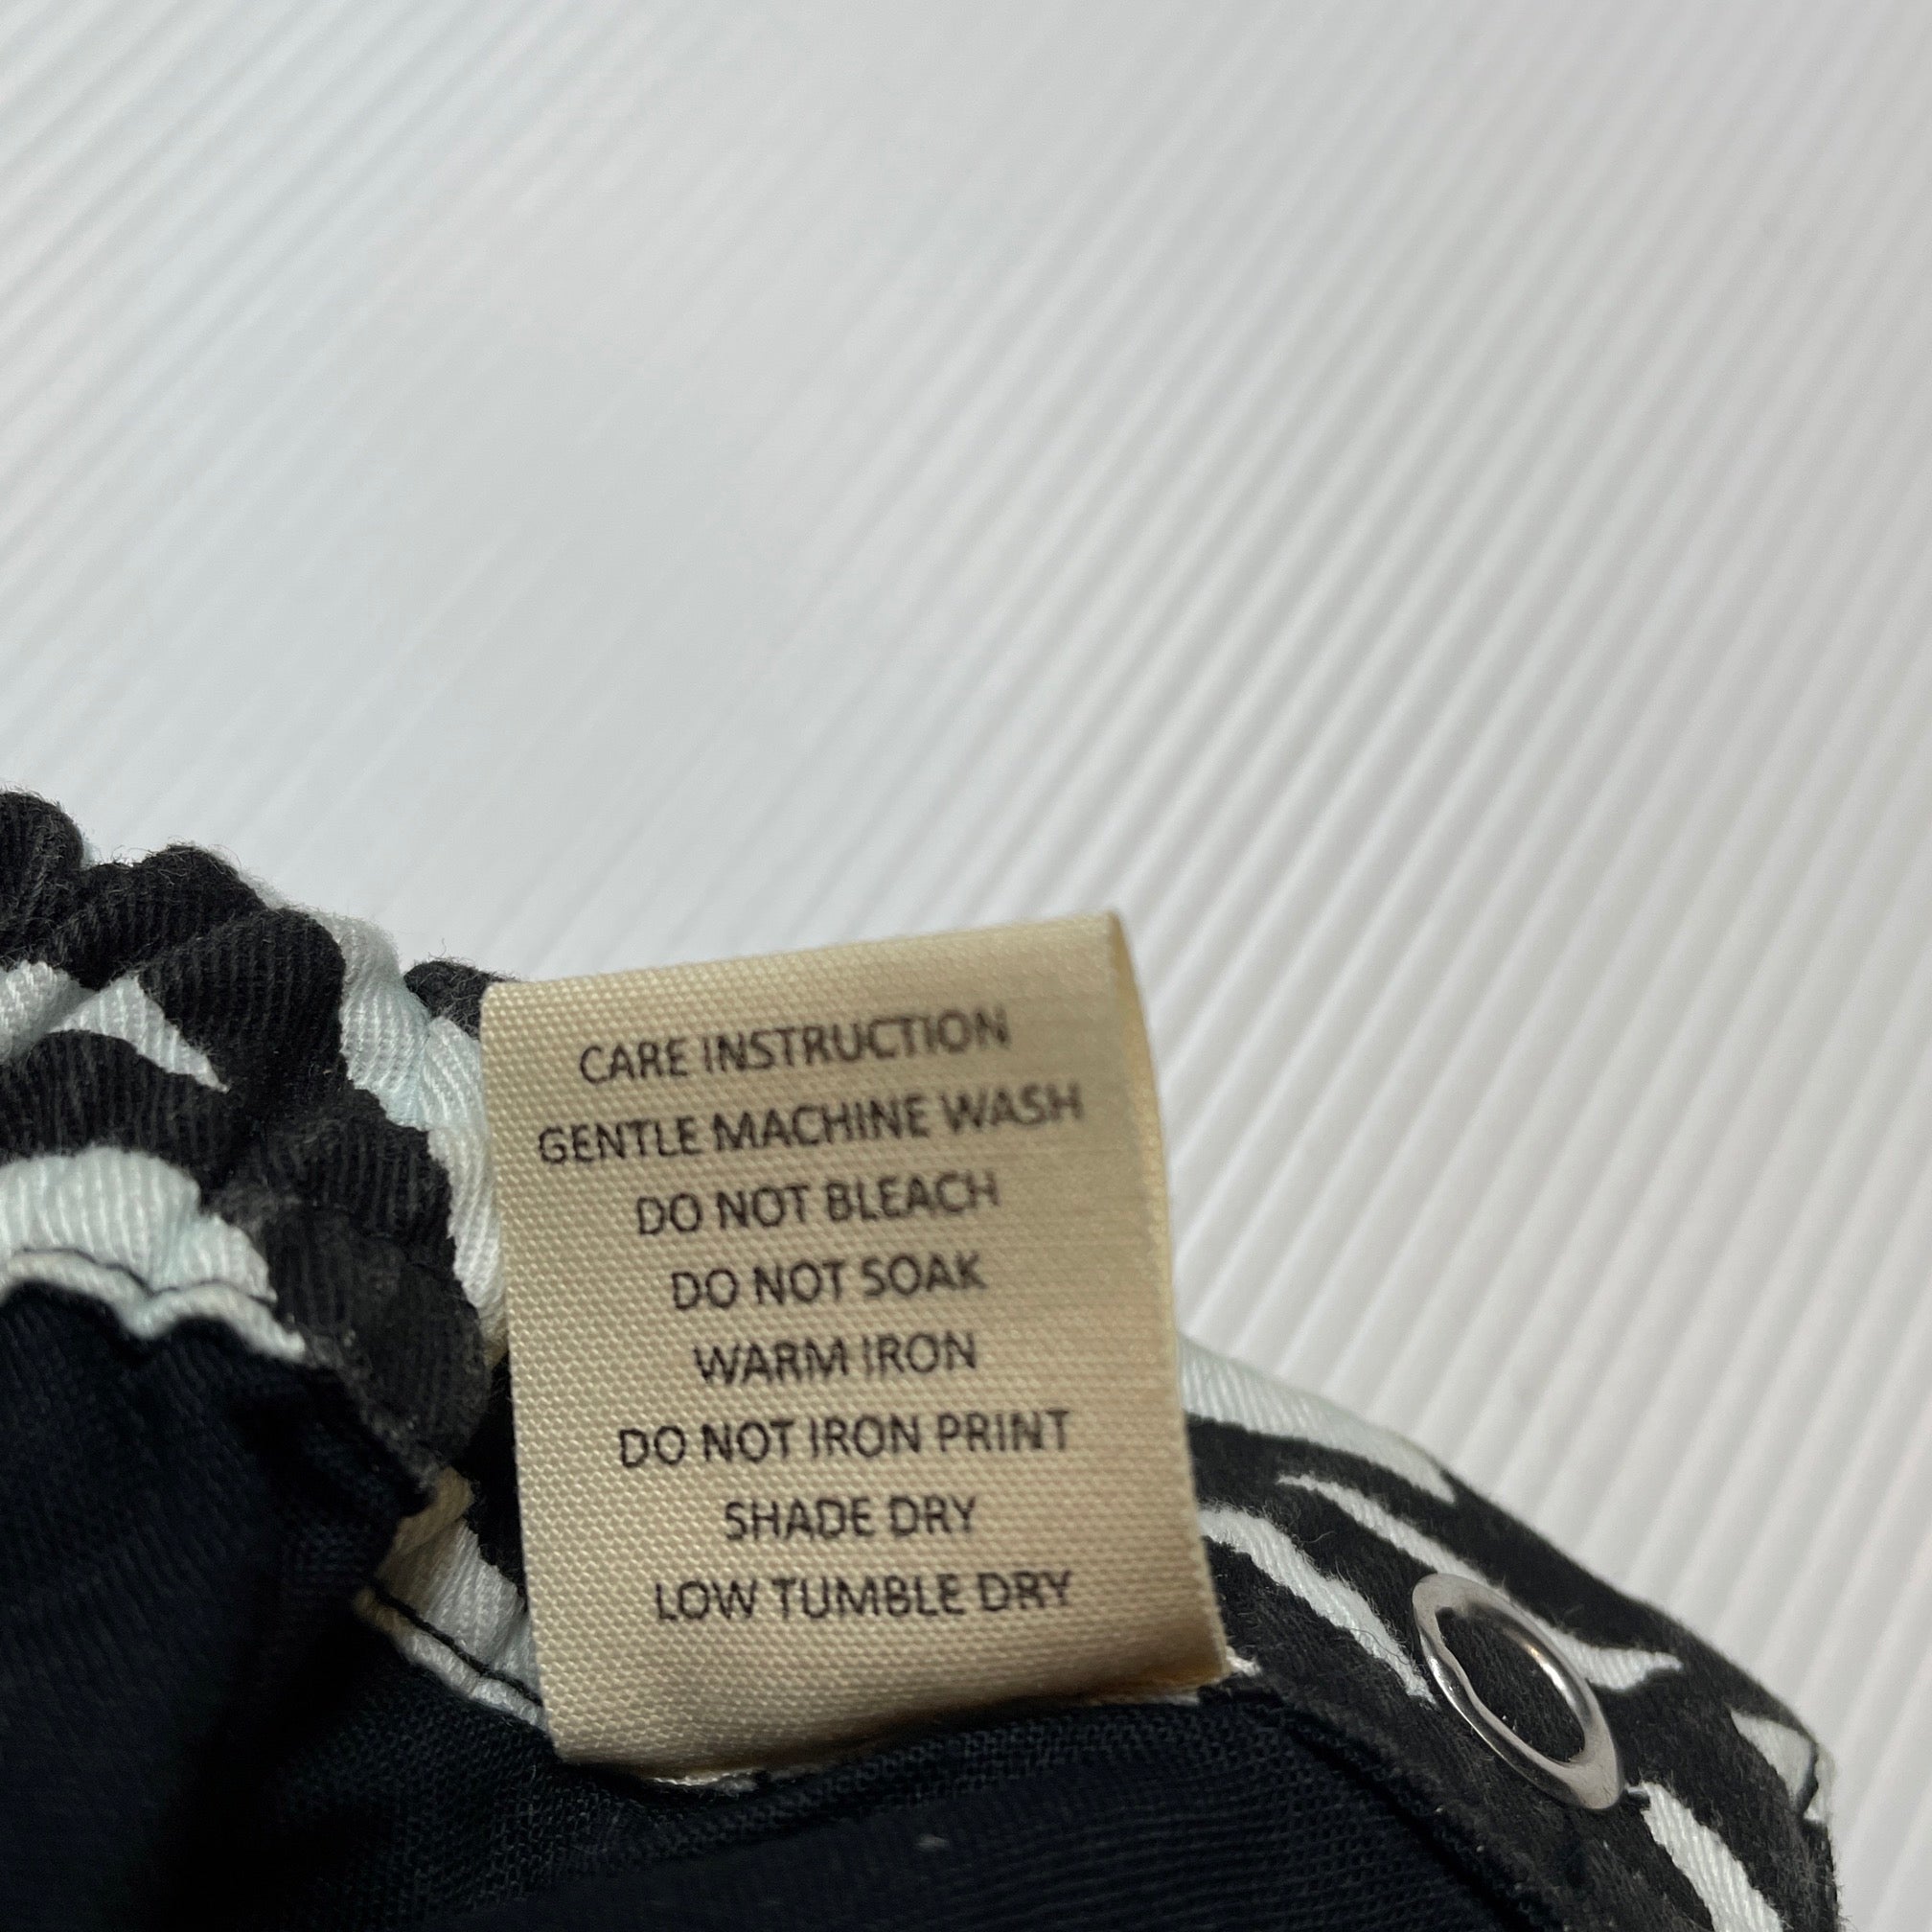 CARE INSTRUCTION
GENTLE MACHINE WASH
DO NOT BLEACH
DO NOT SOAK
WARM IRON
DO NOT IRON PRINT
SHADE DRY
LOW TUMBLE DRY